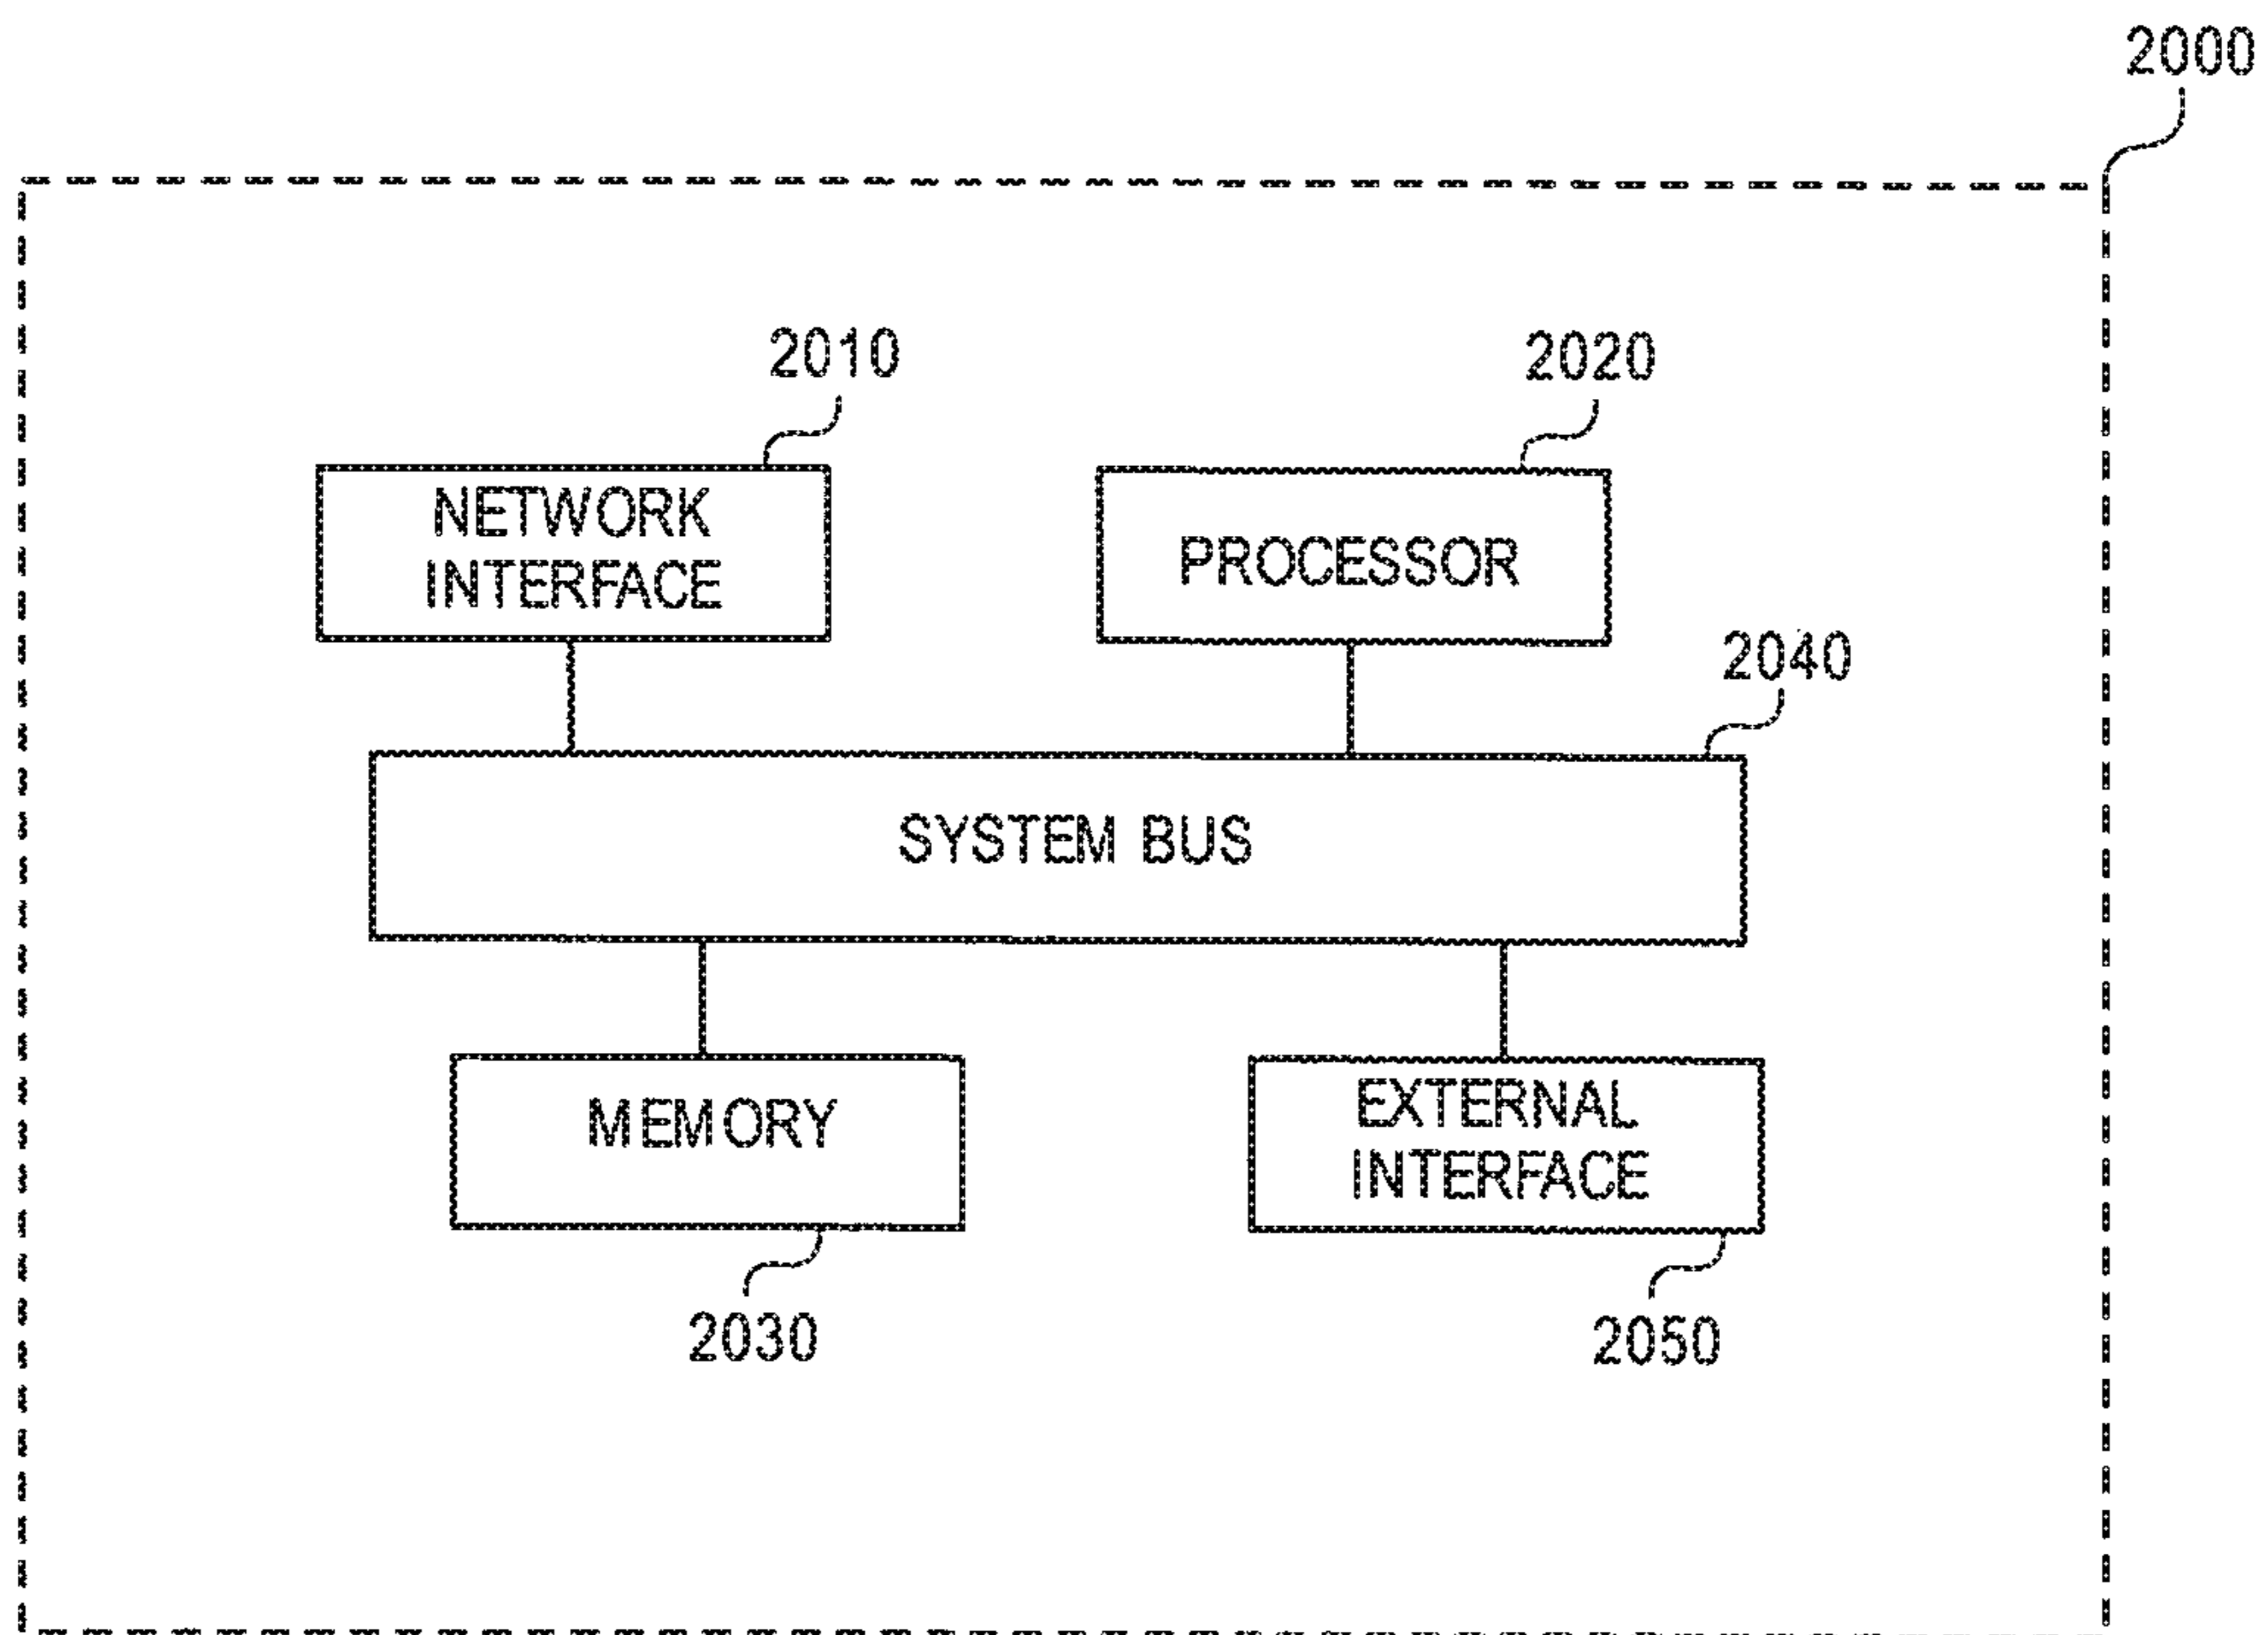 2000
2010
2020
NETWORK
INTERFACE
PROCESSOR
2040
SYSTEM BUS
MEMORY
EXTERNAL
INTERFACE
2030
2050